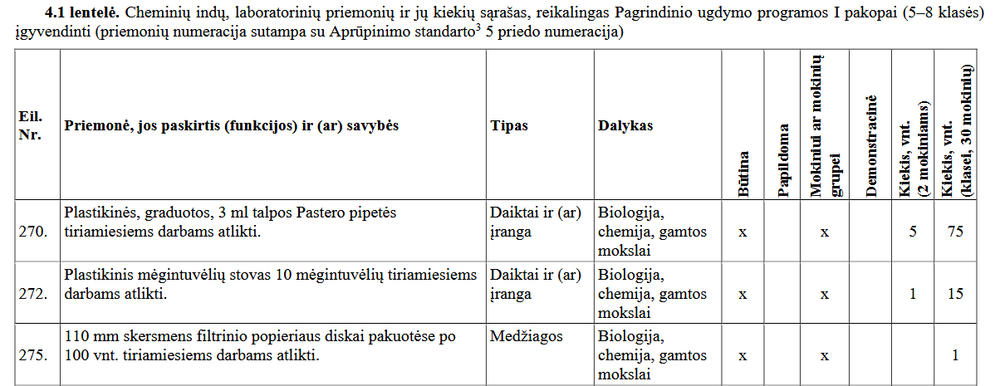 4.1 lentelė. Cheminių indų, laboratorinių priemonių ir jų kiekių sąrašas, reikalingas Pagrindinio ugdymo programos I pakopai (5–8 klasės)
įgyvendinti (priemonių numeracija sutampa su Aprūpinimo standarto³ 5 priedo numeracija)
Eil.
Nr.
Priemonė, jos paskirtis (funkcijos) ir (ar) savybės
Tipas
Dalykas
Būtina
Papildoma
Mokiniui ar mokinių
grupei
Demonstracinė
Kiekis, vnt.
(2 mokiniams)
Kiekis, vnt.
(klasei, 30 mokinių)
270.
Plastikinės, graduotos, 3 ml talpos Pastero pipetės
tiriamiesiems darbams atlikti.
Daiktai ir (ar)
įranga
Biologija,
chemija, gamtos
mokslai
x
x
5
75
272.
Plastikinis mėgintuvėlių stovas 10 mėgintuvėlių tiriamiesiems
darbams atlikti.
Daiktai ir (ar)
įranga
Biologija,
chemija, gamtos
mokslai
x
x
1
15
275.
110 mm skersmens filtrinio popieriaus diskai pakuotėse po
100 vnt. tiriamiesiems darbams atlikti.
Medžiagos
Biologija,
chemija, gamtos
mokslai
x
x
1